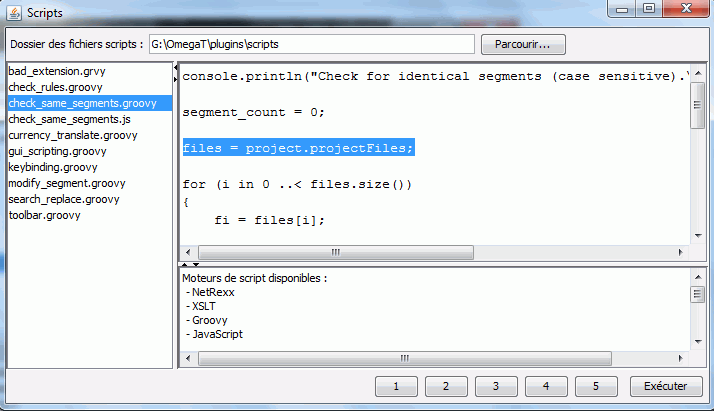 Scripts
Dossier des fichiers scripts : G:\OmegaT\plugins\scripts Parcourir...
bad_extension.grvy
check_rules.groovy
check_same_segments.groovy
check_same_segments.js
currency_translate.groovy
gui_scripting.groovy
keybinding.groovy
modify_segment.groovy
search_replace.groovy
toolbar.groovy
console.println("Check for identical segments (case sensitive).\
segment_count = 0;
files = project.projectFiles;
for (i in 0 ..< files.size())
{
fi = files[i];
Moteurs de script disponibles :
- NetRexx
- XSLT
- Groovy
- JavaScript
1 2 3 4 5 Exécuter